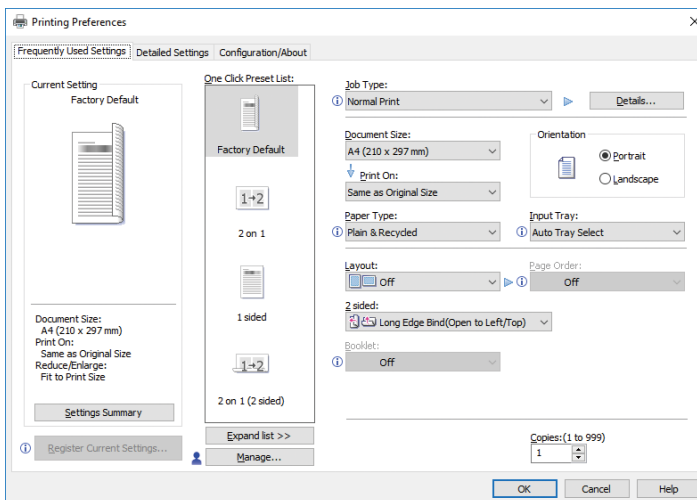 Printing Preferences
Frequently Used Settings
Detailed Settings
Configuration/About
Current Setting
Factory Default
Document Size:
A4 (210 x 297 mm)
Print On:
Same as Original Size
Reduce/Enlarge:
Fit to Print Size
Settings Summary
Register Current Settings...
One Click Preset List:
Factory Default
1→2
2 on 1
1 sided
1→2
2 on 1 (2 sided)
Expand list >>
Manage...
Job Type:
Normal Print
Details...
Document Size:
A4 (210 x 297 mm)
Print On:
Same as Original Size
Orientation
Portrait
Landscape
Paper Type:
Plain & Recycled
Input Tray:
Auto Tray Select
Layout:
Off
Page Order:
Off
2 sided:
Long Edge Bind(Open to Left/Top)
Booklet:
Off
Copies:(1 to 999)
1
OK
Cancel
Help